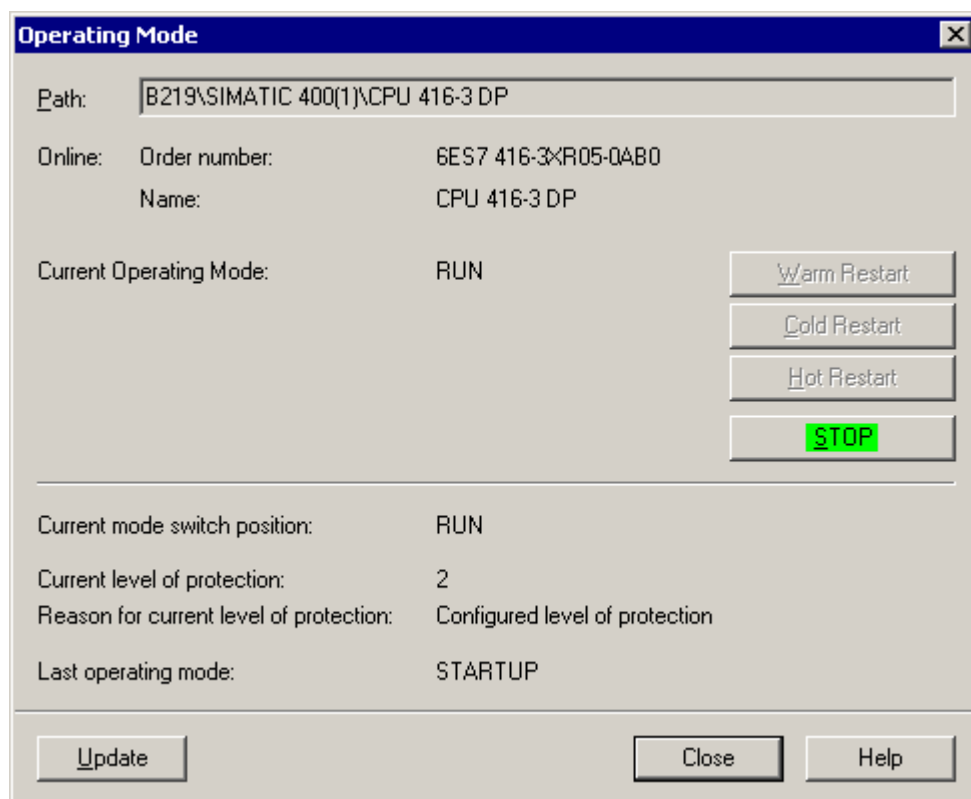 Operating Mode
Path: B219\SIMATIC 400(1)\CPU 416-3 DP
Online: Order number: 6ES7 416-3XR05-0AB0
Name: CPU 416-3 DP
Current Operating Mode: RUN Warm Restart
Cold Restart
Hot Restart
STOP
Current mode switch position: RUN
Current level of protection: 2
Reason for current level of protection: Configured level of protection
Last operating mode: STARTUP
Update Close Help